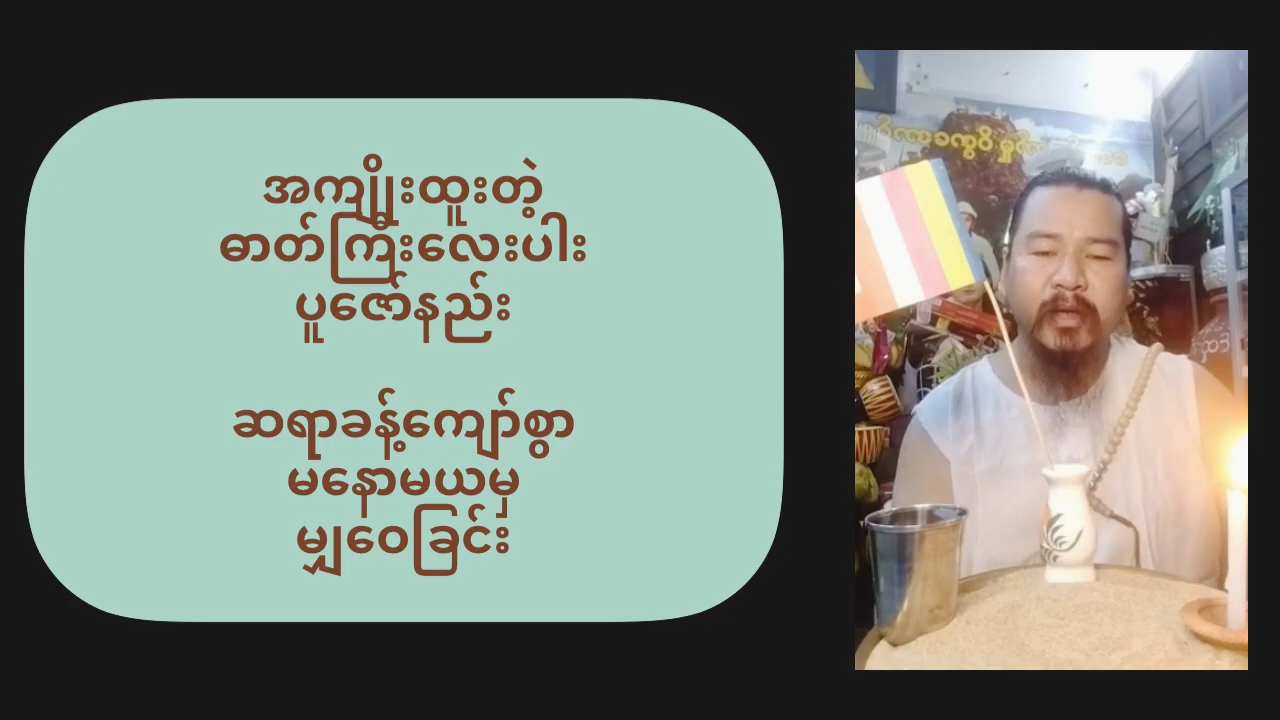 အကျိုးထူးတဲ့
ဓာတ်ကြီးလေးပါး
ပူဇော်နည်း
ဆရာခန့်ကျော်စွာ
မနောမယမှ
မျှဝေခြင်း